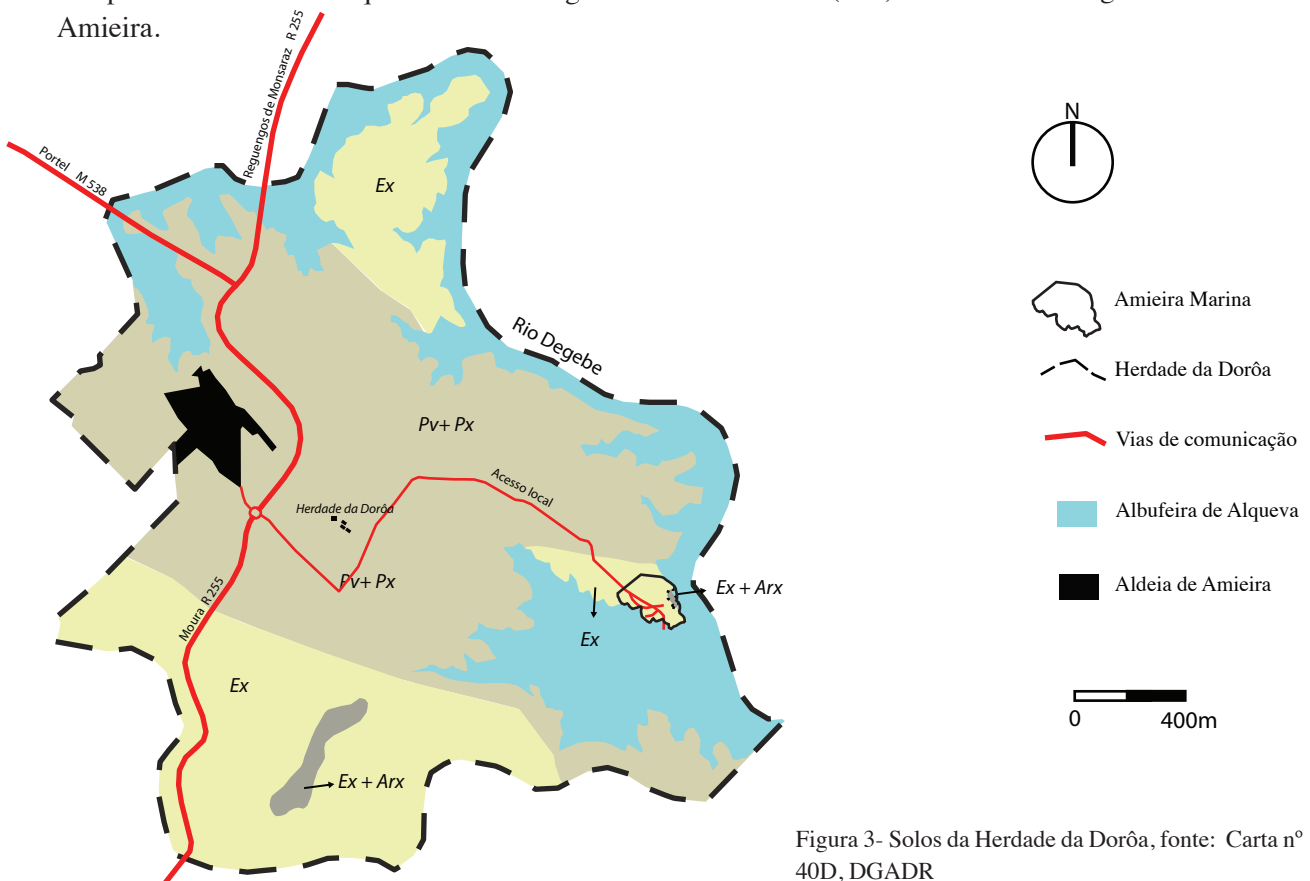 Amieira.
Reguengos de Monsaraz R 255
Portel M 538
N
Ex
Amieira Marina
Rio Degebe
Herdade da Dorôa
Pv+ Px
Vias de comunicação
Acesso local
Herdade da Dorôa
Albufeira de Alqueva
Pv+ Px
Ex + Arx
Aldeia de Amieira
Moura R 255
Ex
Ex
0 400m
Ex + Arx
Figura 3- Solos da Herdade da Dorôa, fonte: Carta nº
40D, DGADR